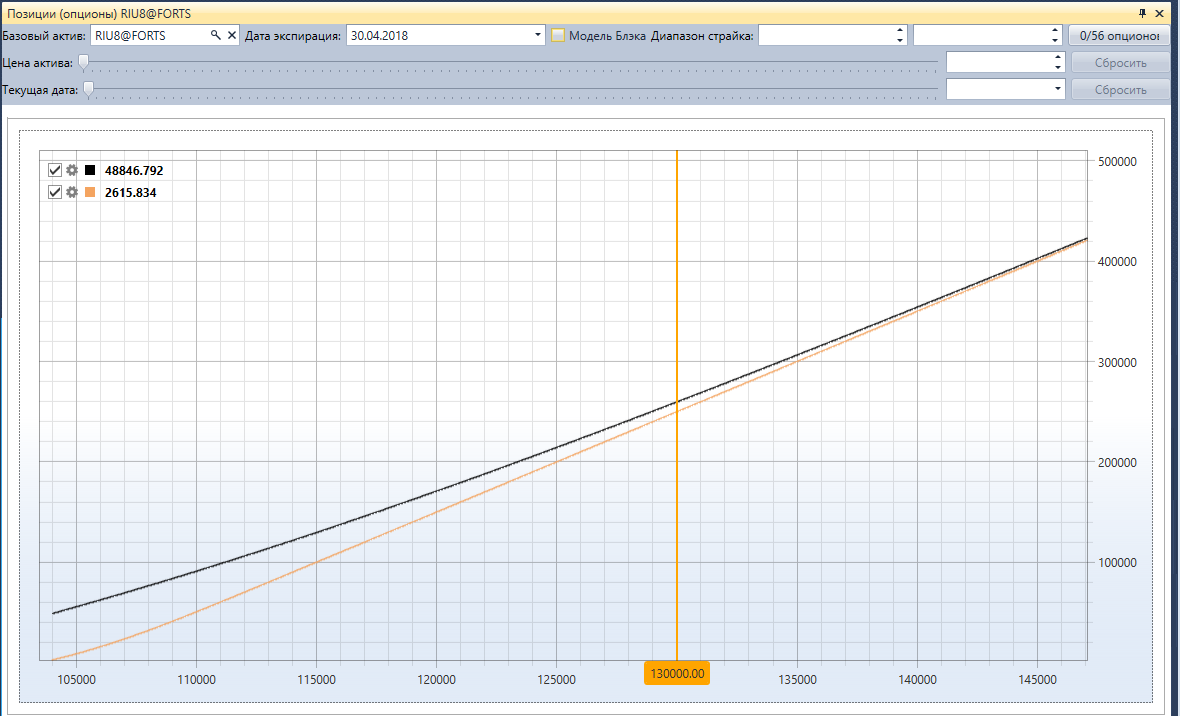 Позиции (опционы) RIU8@FORTS
Базовый актив: RIU8@FORTS Дата экспирация: 30.04.2018 Модель Блэка Диапазон страйка: 0/56 опционо
Цена актива: Сбросить
Текущая дата: Сбросить
48846.792
2615.834
500000
400000
300000
200000
100000
105000 110000 115000 120000 125000 130000.00 135000 140000 145000